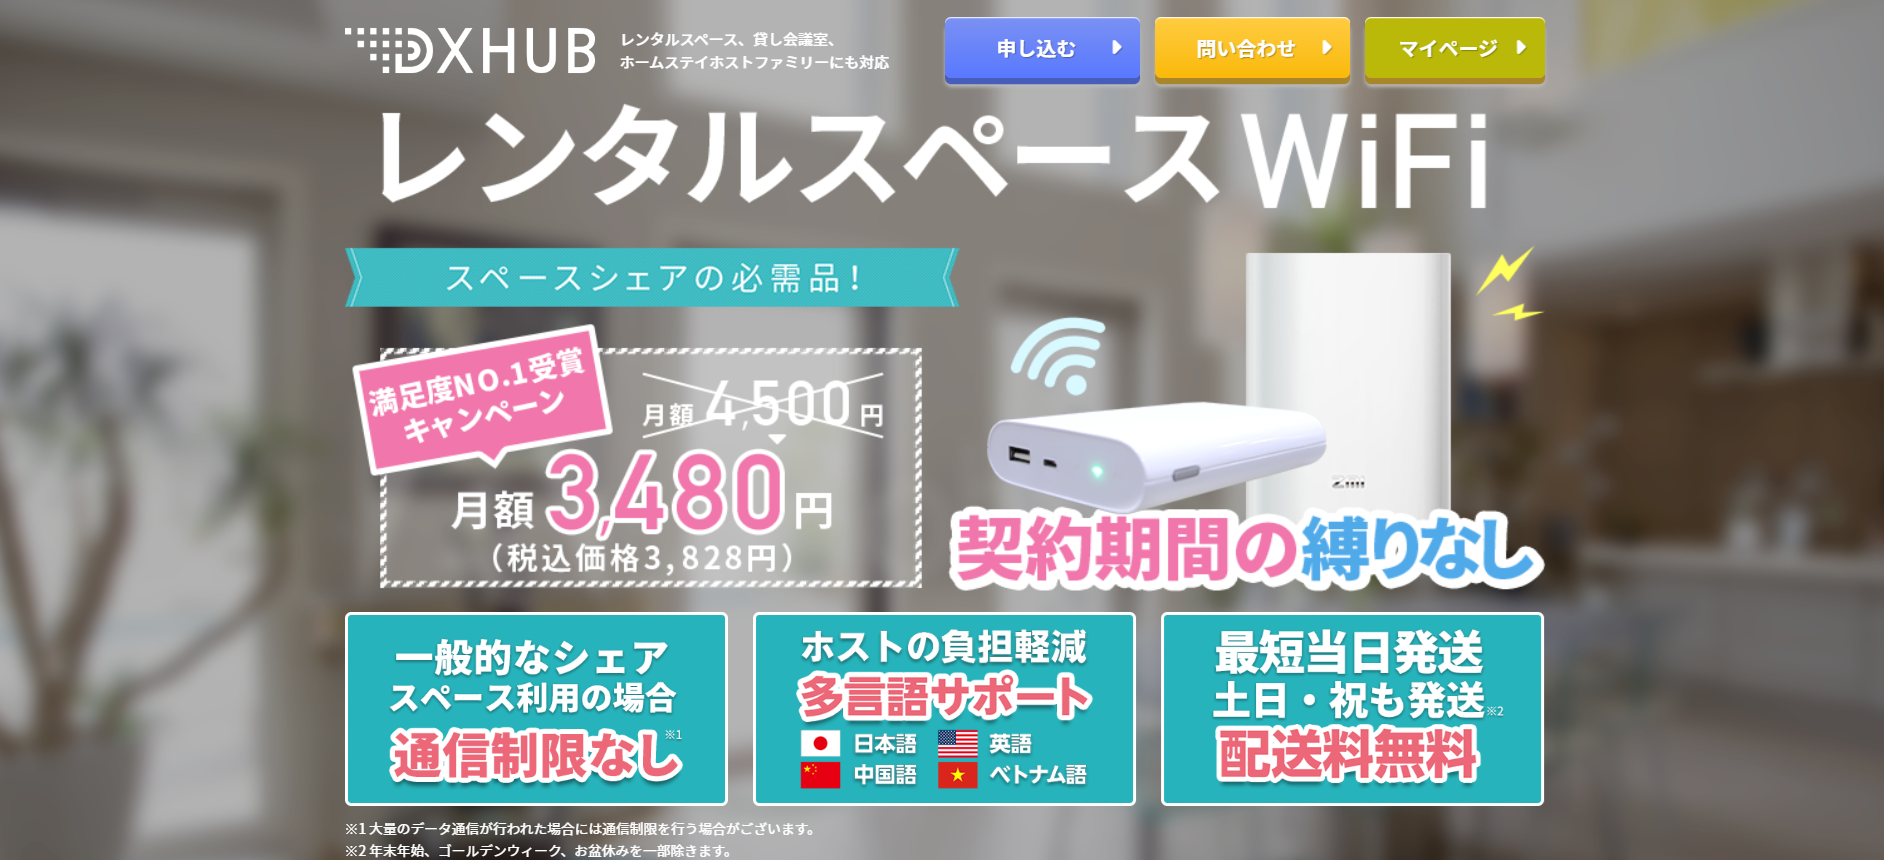 DXHUB
レンタルスペース、貸し会議室、
ホームステイホストファミリーにも対応
申し込む
問い合わせ
マイページ
レンタルスペースWiFi
スペースシェアの必需品！
満足度NO.1受賞
キャンペーン
月額 4,500 円
月額 3,480 円
（税込価格3,828円）
Zimi
契約期間の縛りなし
一般的なシェア
スペース利用の場合
通信制限なし※1
ホストの負担軽減
多言語サポート
日本語 英語
中国語 ベトナム語
最短当日発送
土日・祝も発送※2
配送料無料
※1 大量のデータ通信が行われた場合には通信制限を行う場合がございます。
※2 年末年始、ゴールデンウィーク、お盆休みを一部除きます。